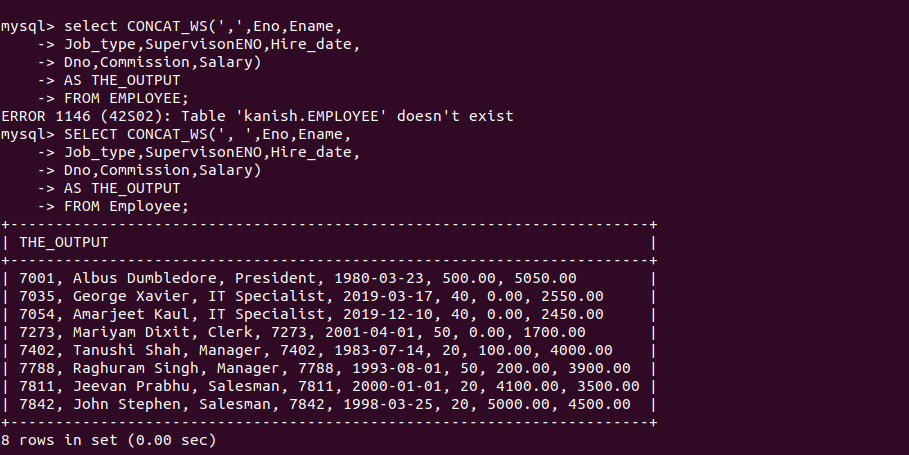 mysql> select CONCAT_WS(',',Eno,Ename,
    -> Job_type,SupervisonENO,Hire_date,
    -> Dno,Commission,Salary)
    -> AS THE_OUTPUT
    -> FROM EMPLOYEE;
ERROR 1146 (42S02): Table 'kanish.EMPLOYEE' doesn't exist
mysql> SELECT CONCAT_WS(', ',Eno,Ename,
    -> Job_type,SupervisonENO,Hire_date,
    -> Dno,Commission,Salary)
    -> AS THE_OUTPUT
    -> FROM Employee;
+-----------------------------------------------------------------------+
| THE_OUTPUT                                                            |
+-----------------------------------------------------------------------+
| 7001, Albus Dumbledore, President, 1980-03-23, 500.00, 5050.00        |
| 7035, George Xavier, IT Specialist, 2019-03-17, 40, 0.00, 2550.00     |
| 7054, Amarjeet Kaul, IT Specialist, 2019-12-10, 40, 0.00, 2450.00     |
| 7273, Mariyam Dixit, Clerk, 7273, 2001-04-01, 50, 0.00, 1700.00       |
| 7402, Tanushi Shah, Manager, 7402, 1983-07-14, 20, 100.00, 4000.00    |
| 7788, Raghuram Singh, Manager, 7788, 1993-08-01, 50, 200.00, 3900.00  |
| 7811, Jeevan Prabhu, Salesman, 7811, 2000-01-01, 20, 4100.00, 3500.00 |
| 7842, John Stephen, Salesman, 7842, 1998-03-25, 20, 5000.00, 4500.00  |
+-----------------------------------------------------------------------+
8 rows in set (0.00 sec)